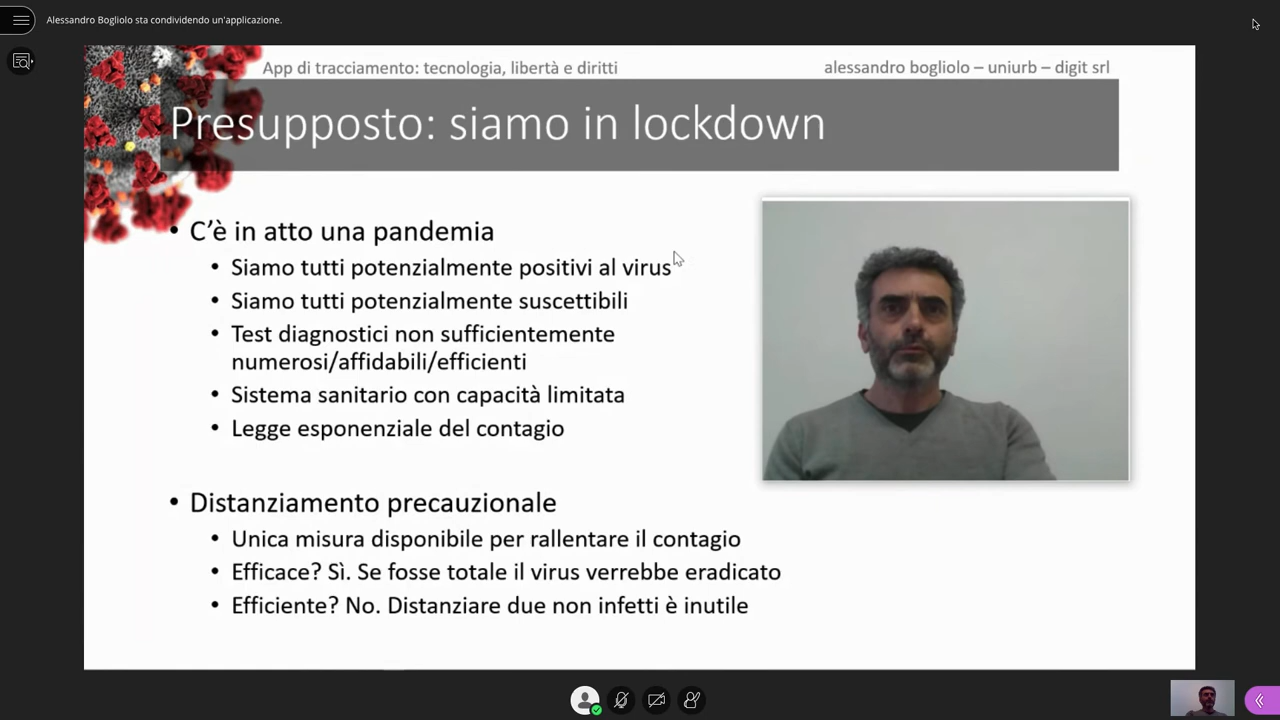 Alessandro Bogliolo sta condividendo un'applicazione.
App di tracciamento: tecnologia, libertà e diritti
alessandro bogliolo – uniurb – digit srl
Presupposto: siamo in lockdown
• C'è in atto una pandemia
• Siamo tutti potenzialmente positivi al virus
• Siamo tutti potenzialmente suscettibili
• Test diagnostici non sufficientemente
numerosi/affidabili/efficienti
• Sistema sanitario con capacità limitata
• Legge esponenziale del contagio
• Distanziamento precauzionale
• Unica misura disponibile per rallentare il contagio
• Efficace? Sì. Se fosse totale il virus verrebbe eradicato
• Efficiente? No. Distanziare due non infetti è inutile